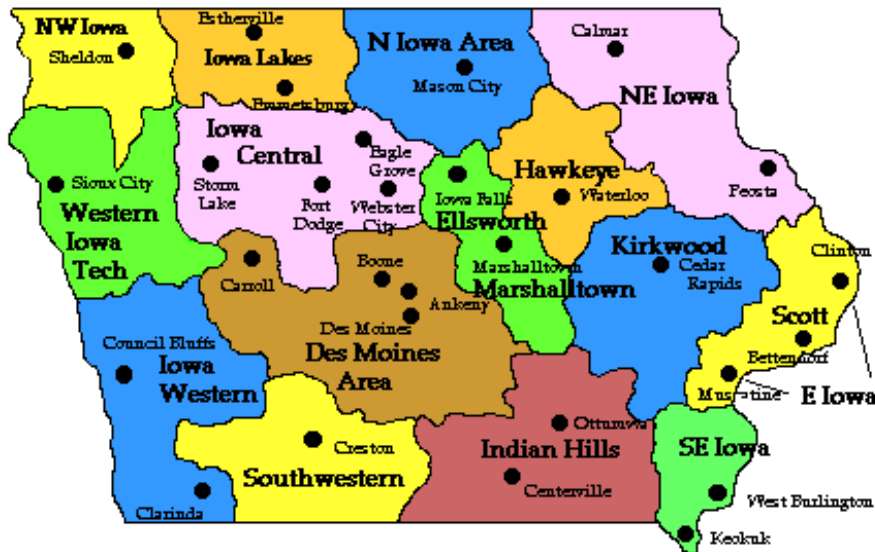 NW Iowa
Sheldon
Estherville
Iowa Lakes
Emmetsburg
N Iowa Area
Mason City
Calmar
NE Iowa
Peosta
Sioux City
Western
Iowa
Tech
Iowa
Central
Eagle
Grove
Storm
Lake
Fort
Dodge
Webster
City
Iowa Falls
Ellsworth
Hawkeye
Waterloo
Marshalltown
Marshalltown
Kirkwood
Cedar
Rapids
Clinton
Scott
Bettendorf
Muscatine
E Iowa
Carroll
Boone
Ankeny
Des Moines
Des Moines
Area
Council Bluffs
Iowa
Western
Clarinda
Creston
Southwestern
Ottumwa
Indian Hills
Centerville
SE Iowa
West Burlington
Keokuk